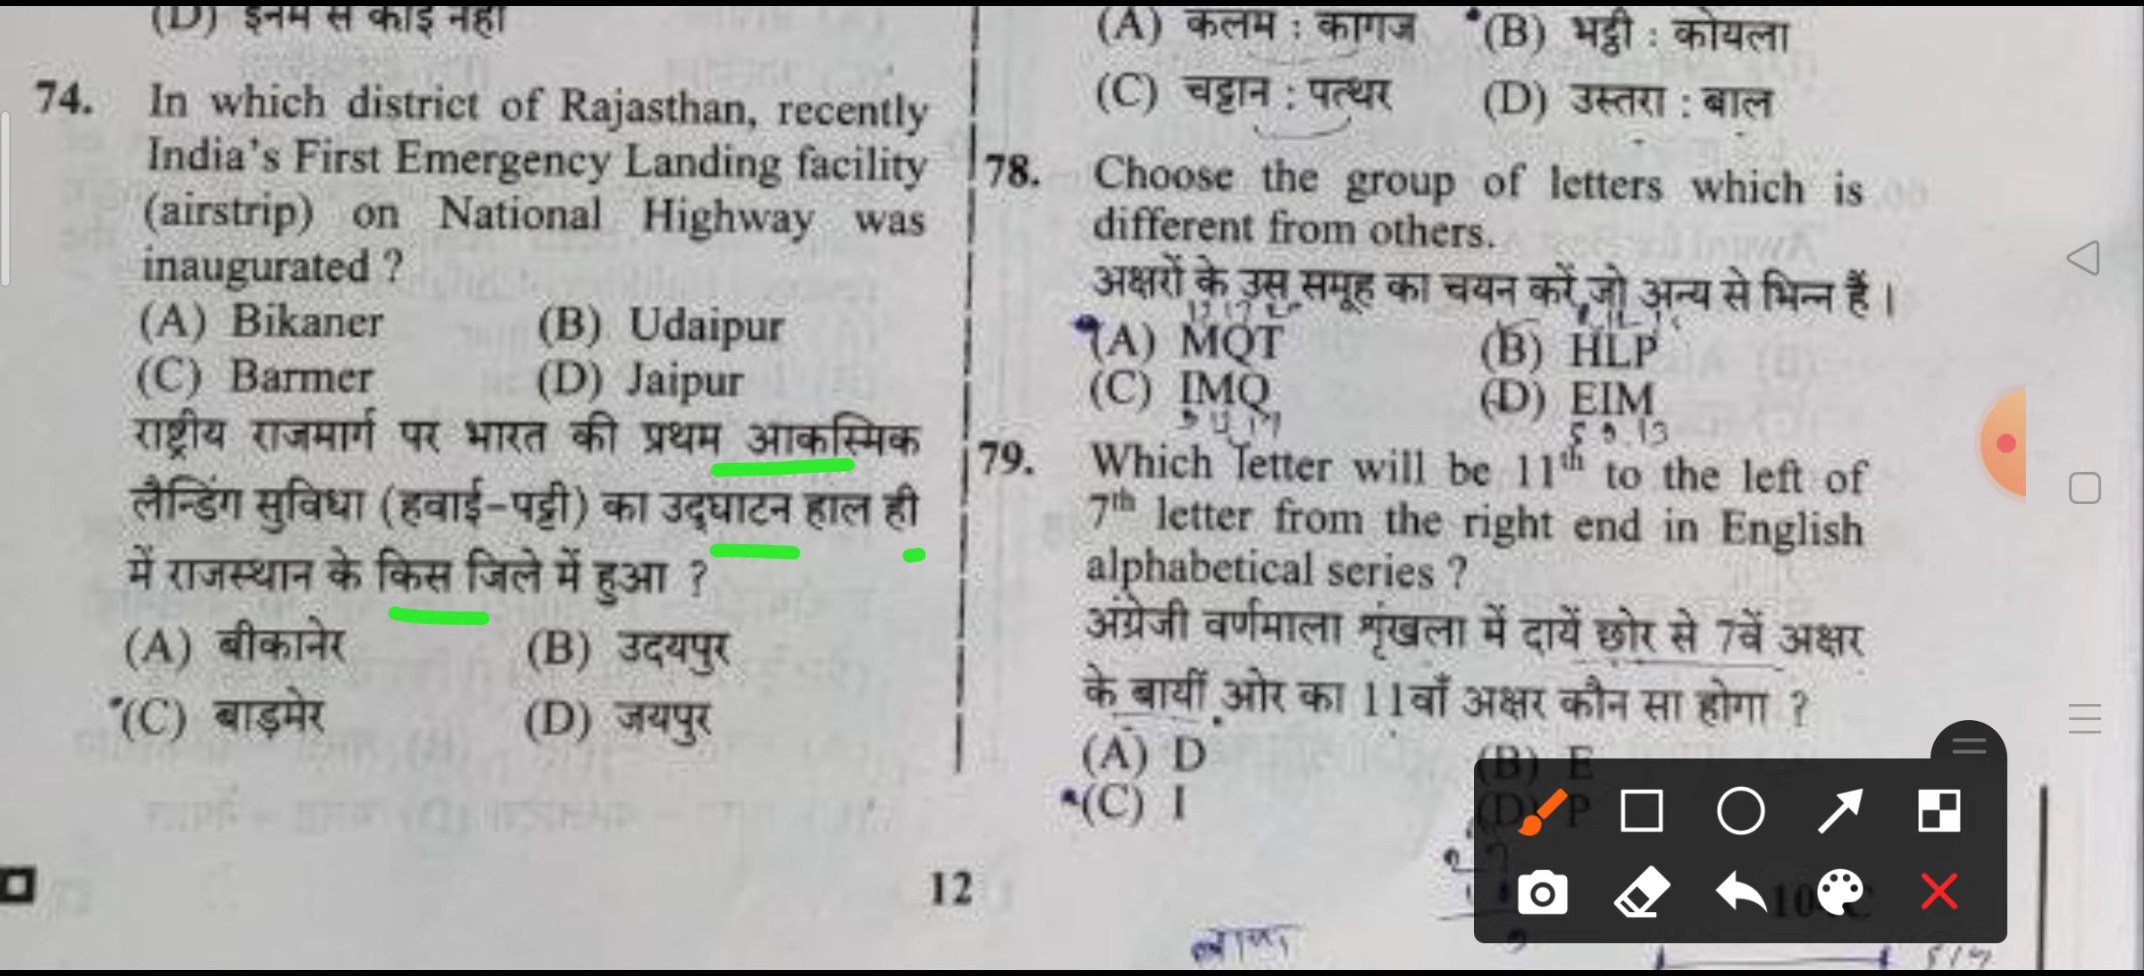 (D) इनमें से कोई नहीं
74. In which district of Rajasthan, recently
India's First Emergency Landing facility
(airstrip) on National Highway was
inaugurated ?
(A) Bikaner (B) Udaipur
(C) Barmer (D) Jaipur
राष्ट्रीय राजमार्ग पर भारत की प्रथम आकस्मिक
लैन्डिंग सुविधा (हवाई-पट्टी) का उद्घाटन हाल ही
में राजस्थान के किस जिले में हुआ ?
(A) बीकानेर (B) उदयपुर
(C) बाड़मेर (D) जयपुर
(A) कलम : कागज (B) भट्ठी : कोयला
(C) चट्टान : पत्थर (D) उस्तरा : बाल
78. Choose the group of letters which is
different from others.
अक्षरों के उस समूह का चयन करें जो अन्य से भिन्न हैं ।
(A) MQT (B) HLP
(C) IMQ (D) EIM
5 9 13
79. Which letter will be 11th to the left of
7th letter from the right end in English
alphabetical series ?
अंग्रेजी वर्णमाला शृंखला में दायें छोर से 7वें अक्षर
के बायीं ओर का 11वाँ अक्षर कौन सा होगा ?
(A) D (B) E
(C) I (D) P
12